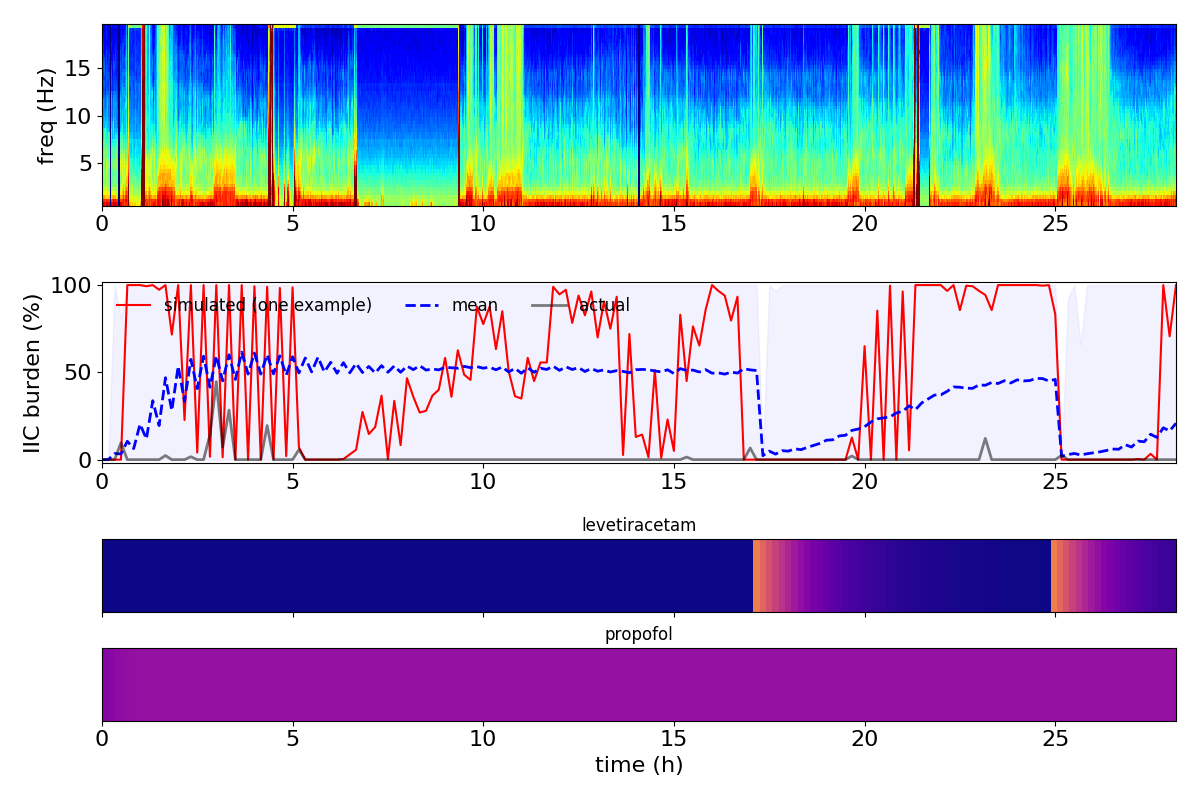 freq (Hz)
15
10
5
0 5 10 15 20 25
IIC burden (%)
100
50
0
simulated (one example) mean actual
0 5 10 15 20 25
levetiracetam
propofol
0 5 10 15 20 25
time (h)